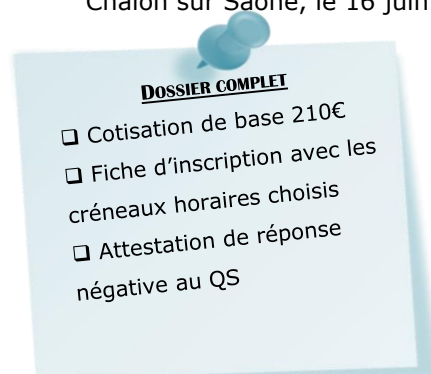 Chalon sur Saône, le 16 juin
DOSSIER COMPLET
❑ Cotisation de base 210€
❑ Fiche d’inscription avec les
créneaux horaires choisis
❑ Attestation de réponse
négative au QS